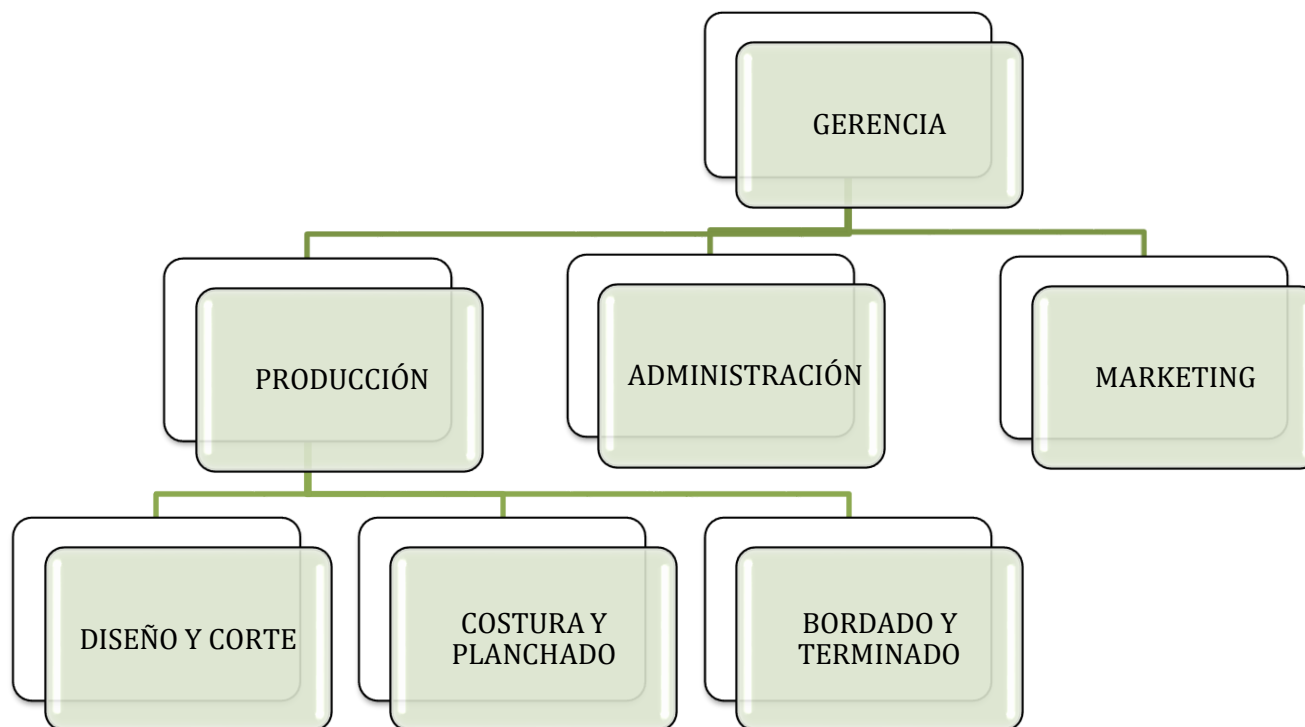 GERENCIA
PRODUCCIÓN
ADMINISTRACIÓN
MARKETING
DISEÑO Y CORTE
COSTURA Y
PLANCHADO
BORDADO Y
TERMINADO